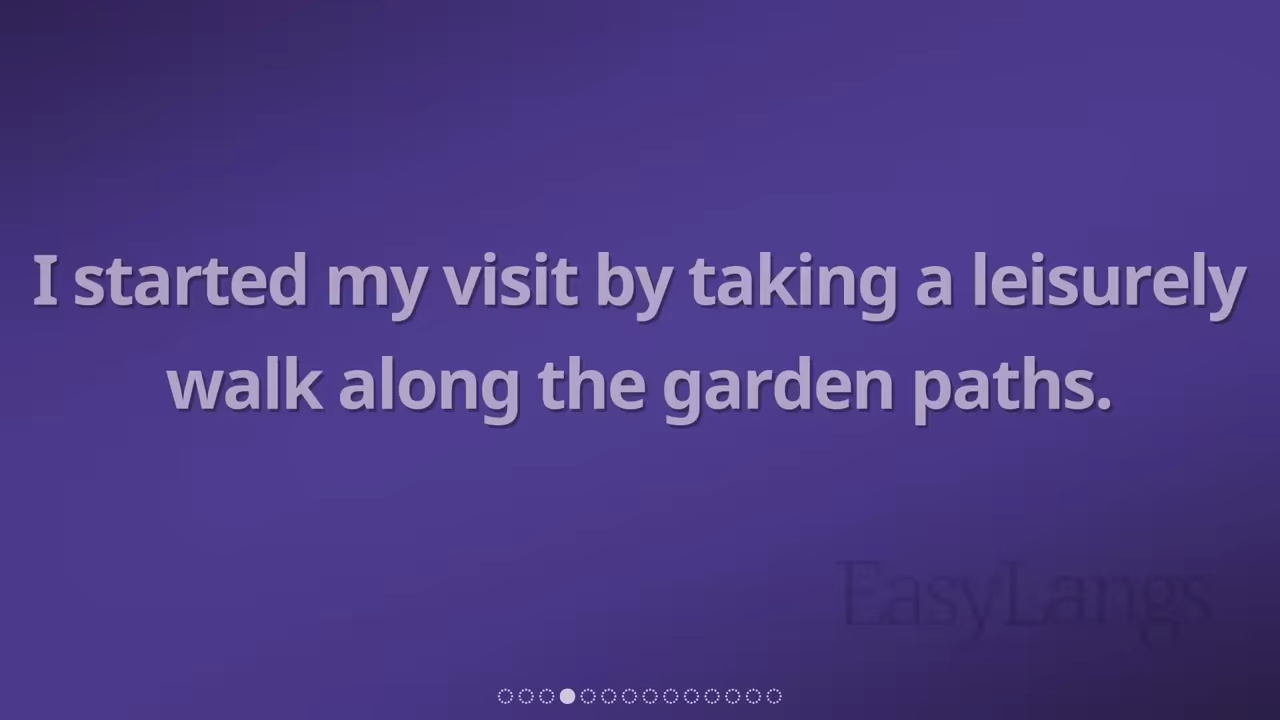 I started my visit by taking a leisurely
walk along the garden paths.
EasyLangs